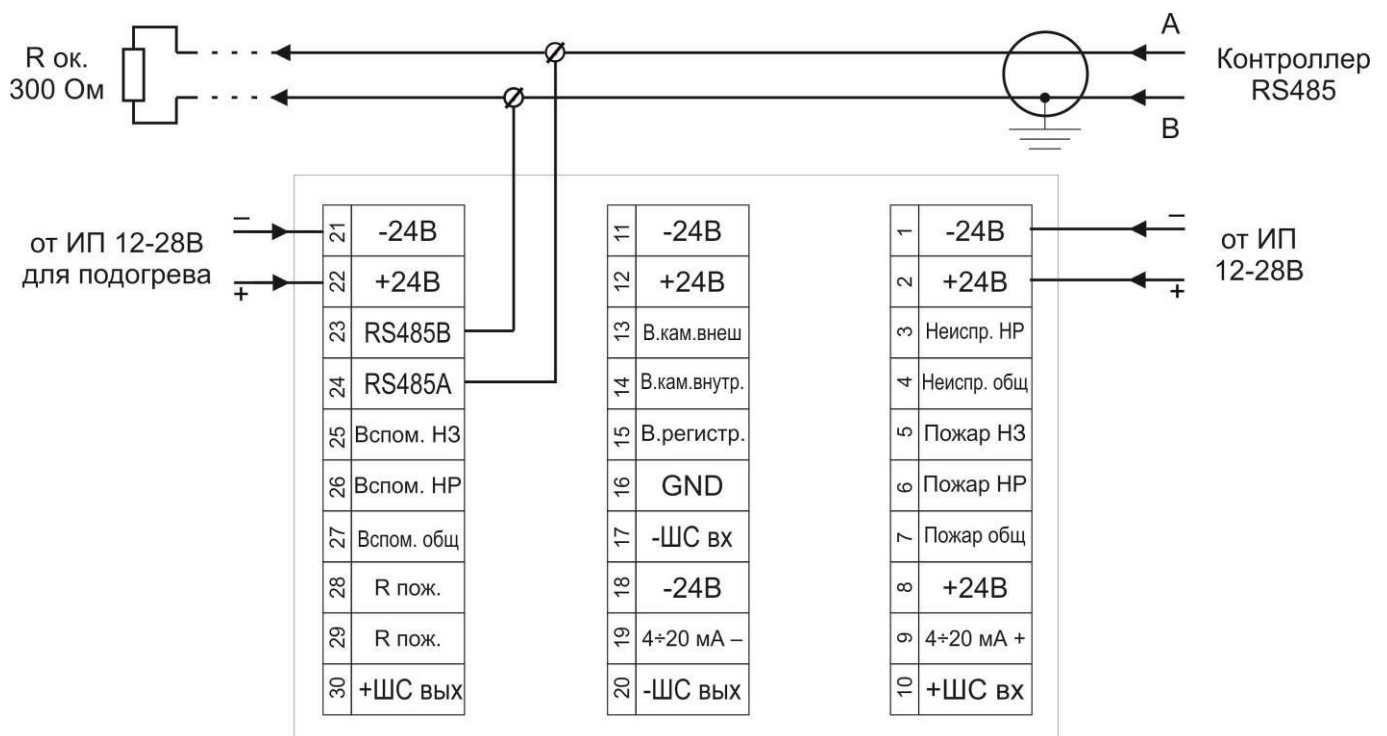 A
R ок.
300 Ом
Контроллер
RS485
B
от ИП 12-28В
для подогрева
–
+
21 -24В
22 +24В
23 RS485B
24 RS485A
25 Вспом. НЗ
26 Вспом. НР
27 Вспом. общ
28 R пож.
29 R пож.
30 +ШС вых
11 -24В
12 +24В
13 В.кам.внеш
14 В.кам.внутр.
15 В.регистр.
16 GND
17 -ШС вх
18 -24В
19 4÷20 мА –
20 -ШС вых
1 -24В
2 +24В
3 Неиспр. НР
4 Неиспр. общ
5 Пожар НЗ
6 Пожар НР
7 Пожар общ
8 +24В
9 4÷20 мА +
10 +ШС вх
–
+
от ИП
12-28В